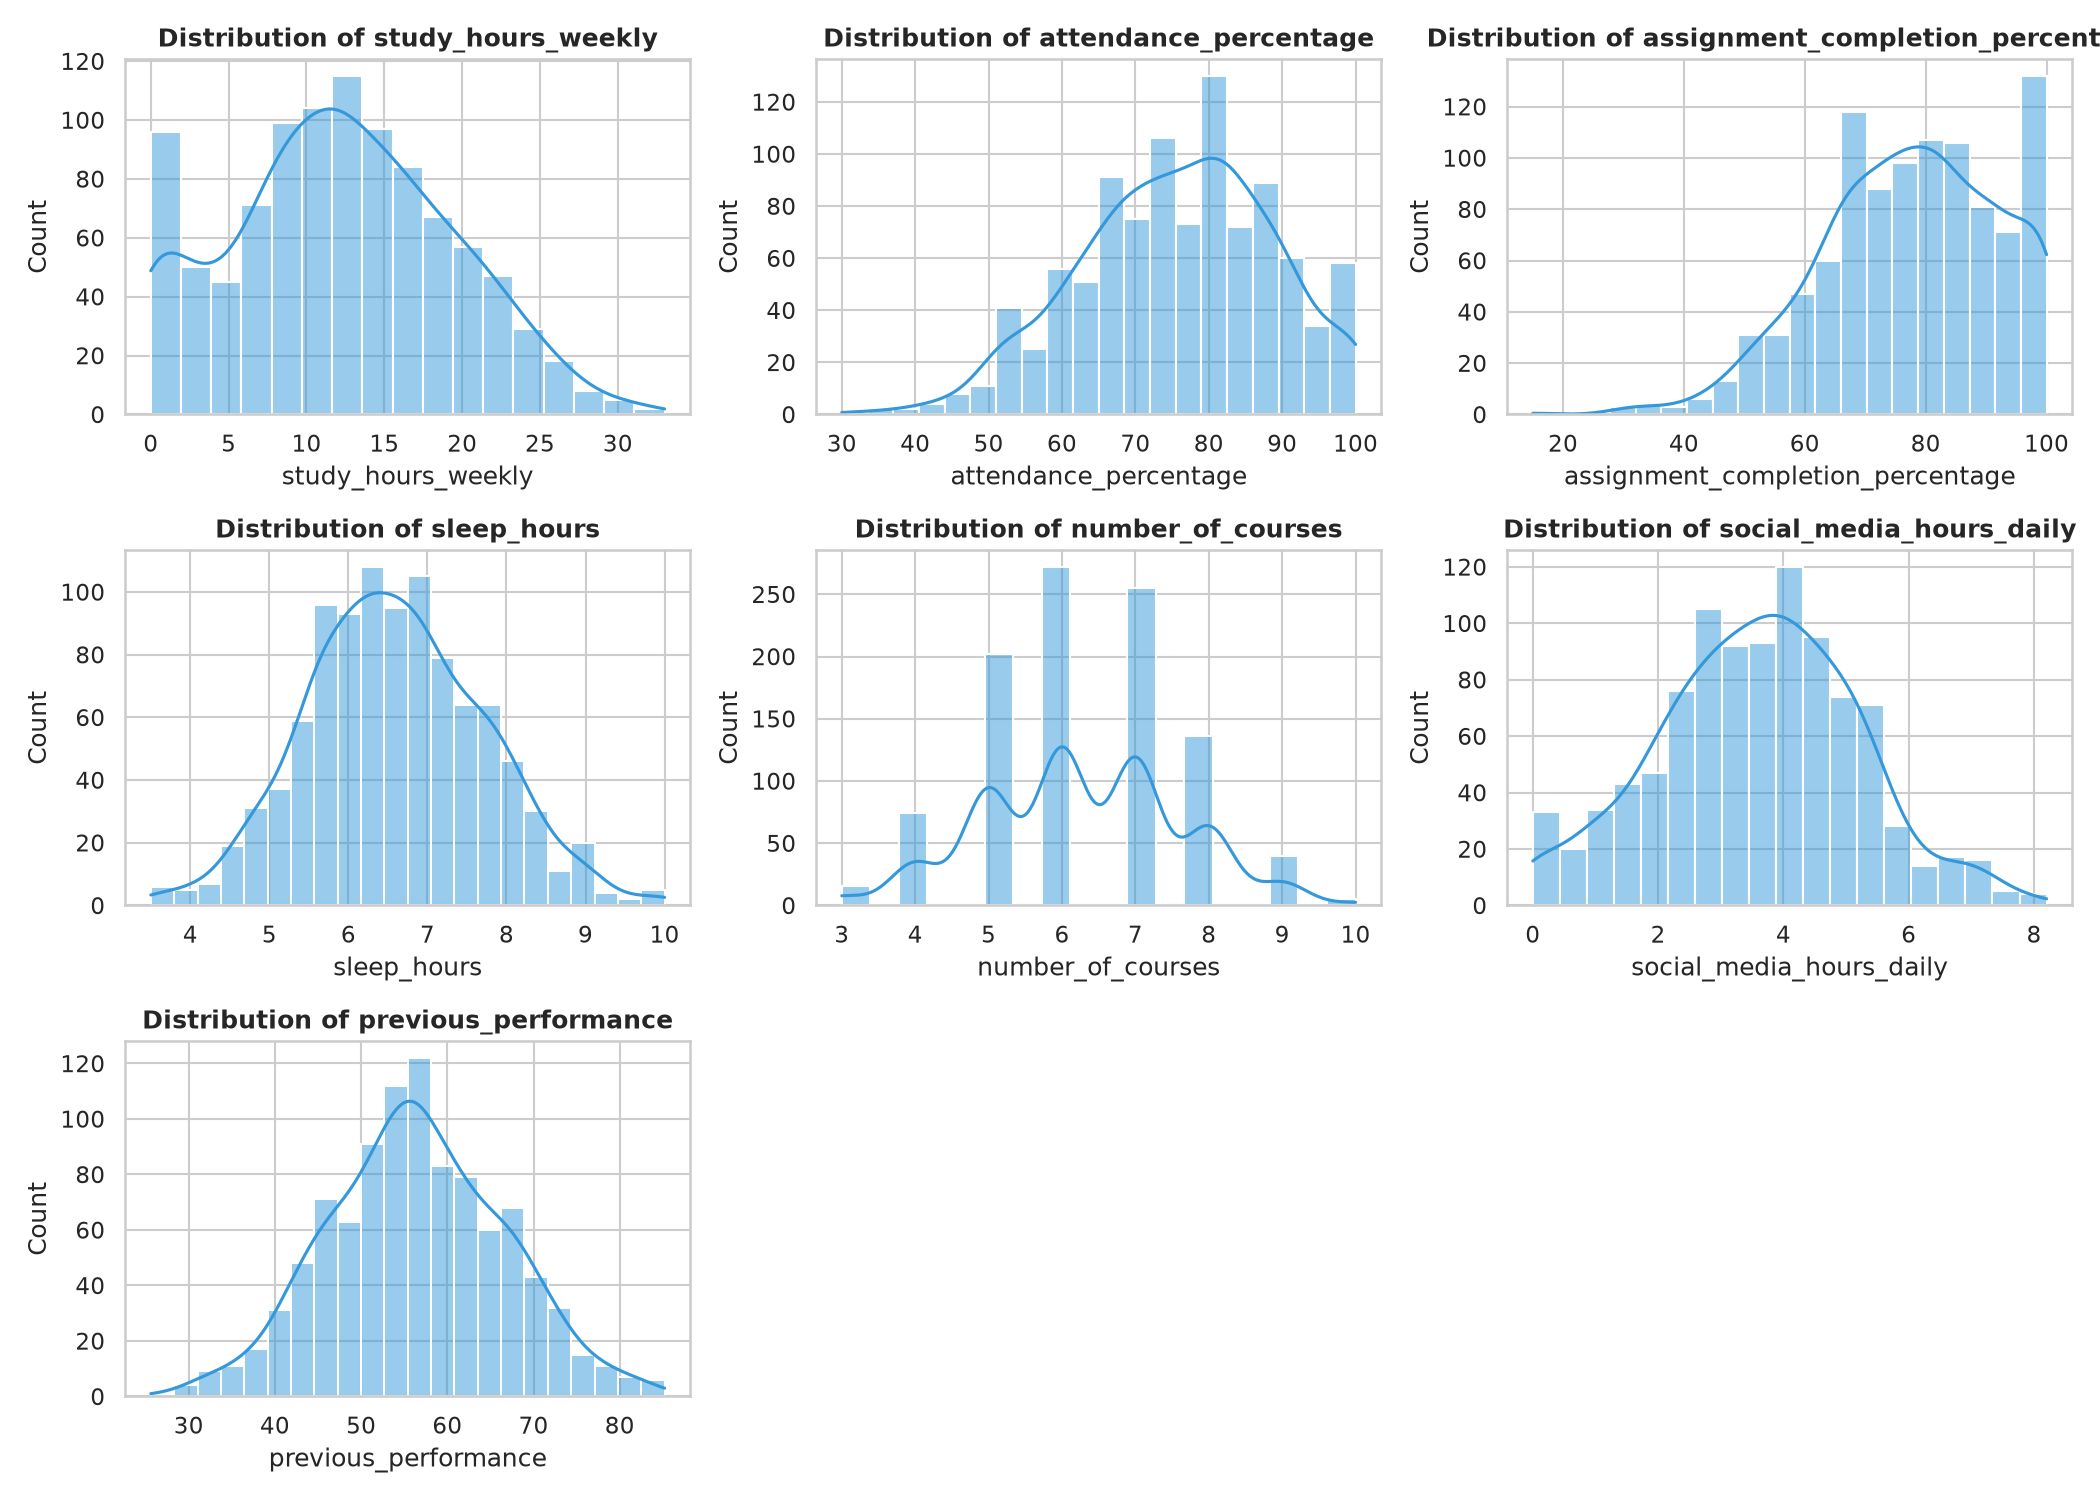 Distribution of study_hours_weekly
Count
120
100
80
60
40
20
0
0 5 10 15 20 25 30
study_hours_weekly
Distribution of attendance_percentage
Count
120
100
80
60
40
20
0
30 40 50 60 70 80 90 100
attendance_percentage
Distribution of assignment_completion_percent
Count
120
100
80
60
40
20
0
20 40 60 80 100
assignment_completion_percentage
Distribution of sleep_hours
Count
100
80
60
40
20
0
4 5 6 7 8 9 10
sleep_hours
Distribution of number_of_courses
Count
250
200
150
100
50
0
3 4 5 6 7 8 9 10
number_of_courses
Distribution of social_media_hours_daily
Count
120
100
80
60
40
20
0
0 2 4 6 8
social_media_hours_daily
Distribution of previous_performance
Count
120
100
80
60
40
20
0
30 40 50 60 70 80
previous_performance